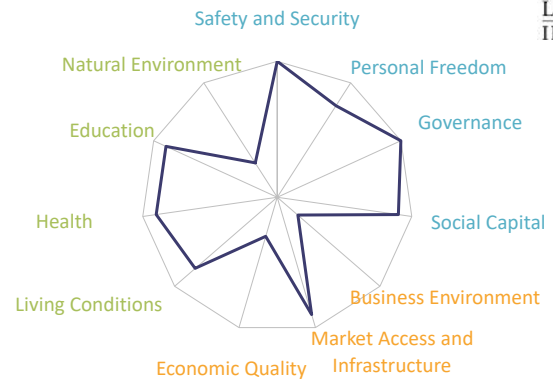 Safety and Security
Natural Environment
Personal Freedom
Education
Governance
Health
Social Capital
Living Conditions
Business Environment
Market Access and
Infrastructure
Economic Quality